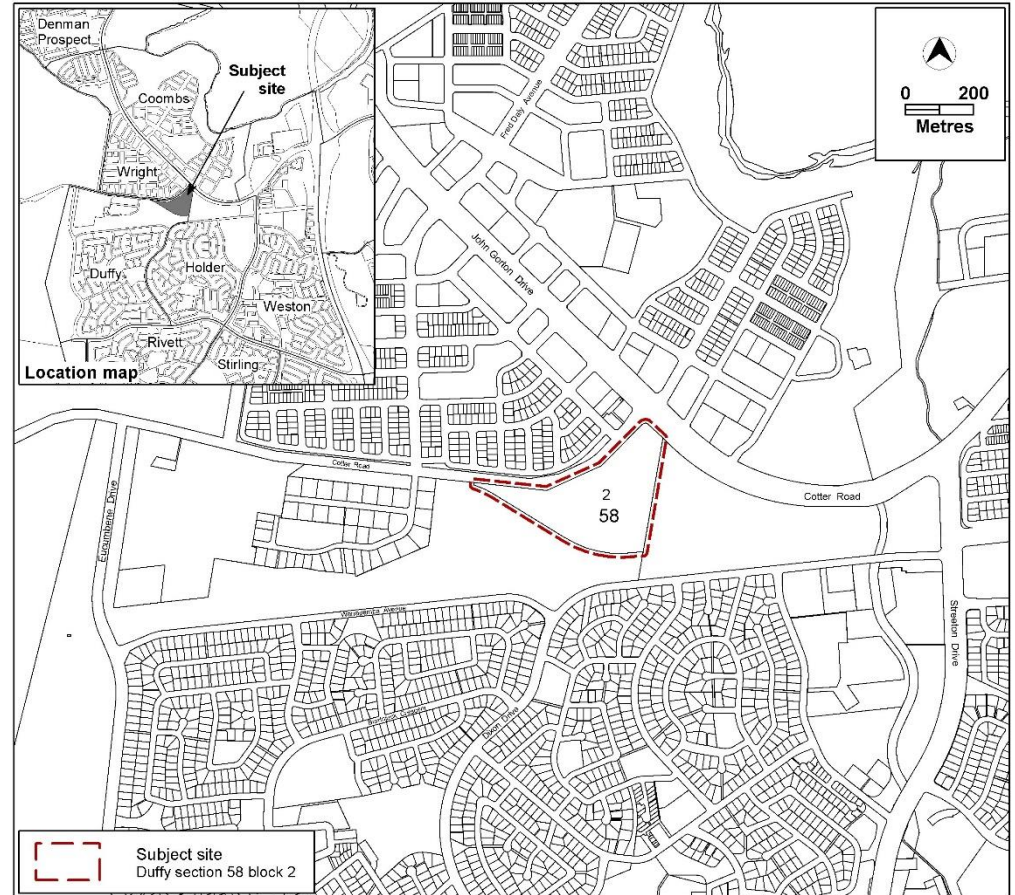 Denman
Prospect
Subject
site
Coombs
Wright
Duffy
Holder
Weston
Rivett
Stirling
Location map
0 200
Metres
Fred Daly Avenue
John Gorton Drive
Cotter Road
Cotter Road
2
58
Eucumbene Drive
Warragamba Avenue
Streeton Drive
Dixon Drive
Subject site
Duffy section 58 block 2